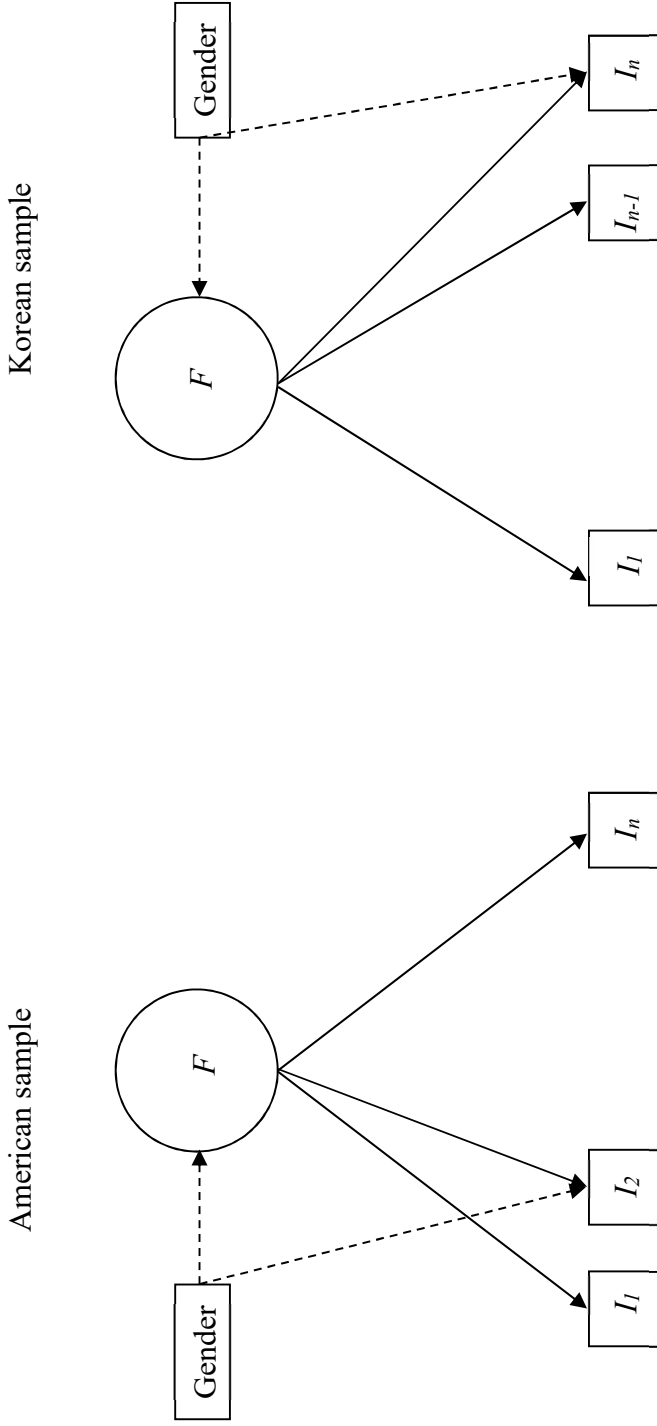 American sample
Korean sample
Gender
F
F
Gender
I1
I2
In
I1
In-1
In